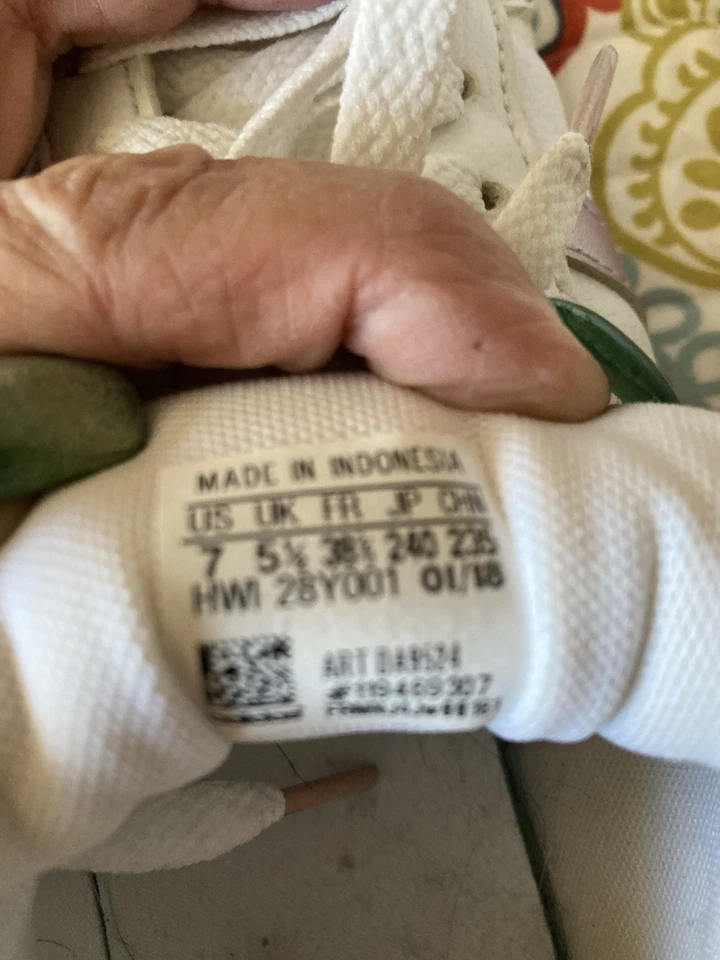 MADE IN INDONESIA
US UK FR JP CHN
7 5½ 38⅔ 240 235
HWI 28Y001 01/18
ART DA9524
#119469307